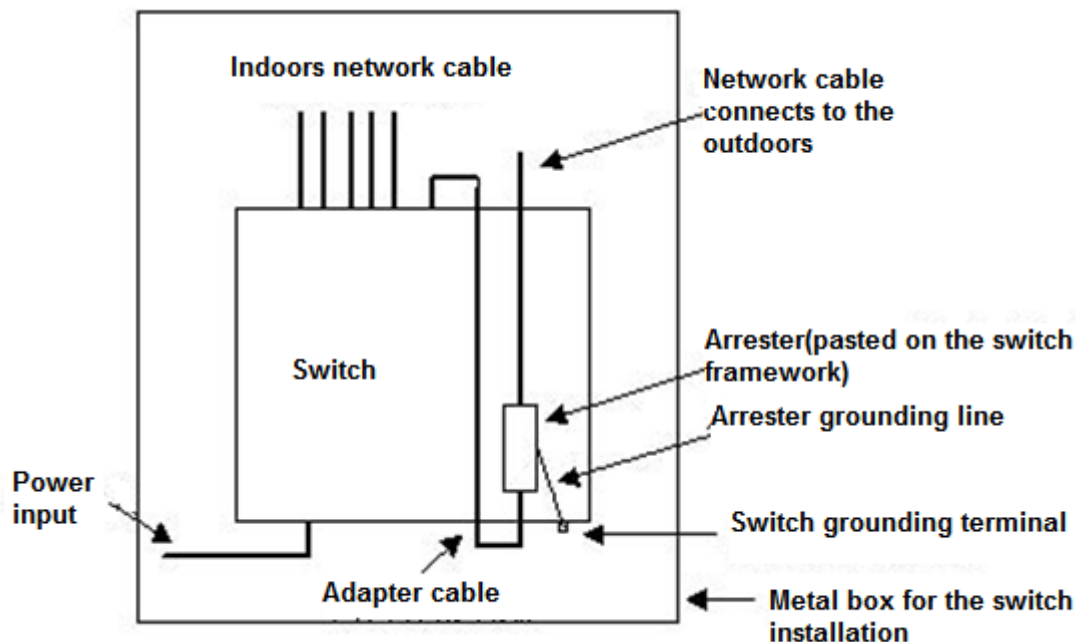 Indoors network cable
Network cable
connects to the
outdoors
Switch
Arrester(pasted on the switch
framework)
Arrester grounding line
Power
input
Switch grounding terminal
Adapter cable
Metal box for the switch
installation